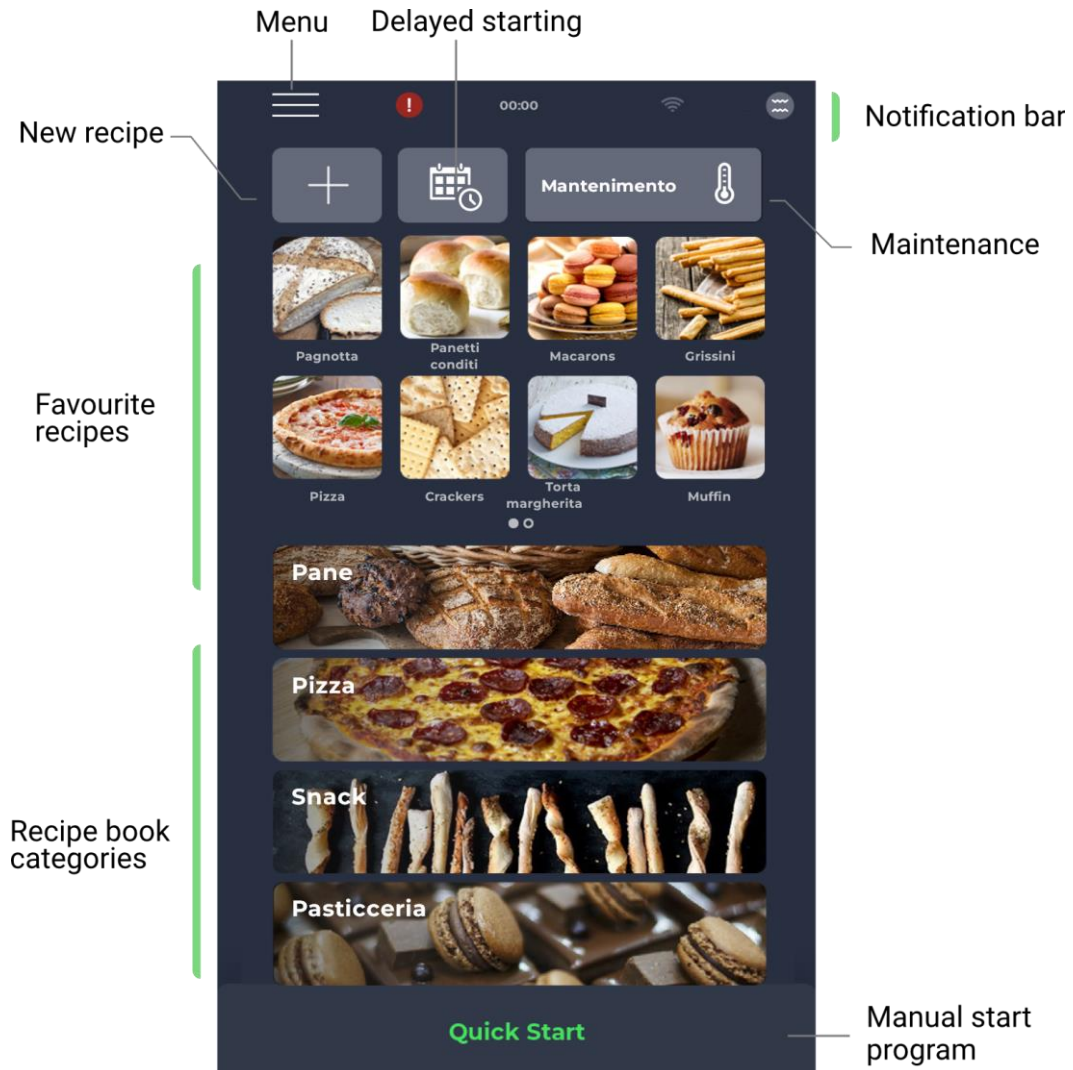 Menu
Delayed starting
!
00:00
Notification bar
New recipe
Mantenimento
Maintenance
Pagnotta
Panetti
conditi
Macarons
Grissini
Favourite
recipes
Pizza
Crackers
Torta
margherita
Muffin
Pane
Pizza
Snack
Recipe book
categories
Pasticceria
Quick Start
Manual start
program